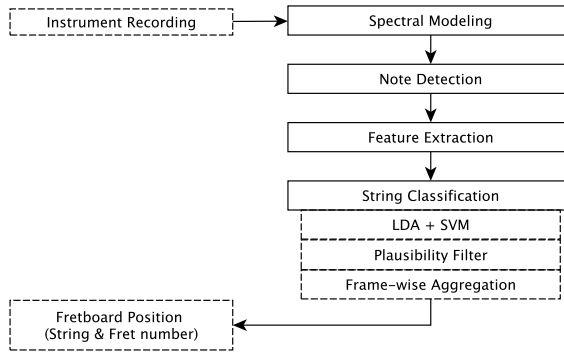 Instrument Recording
Spectral Modeling
Note Detection
Feature Extraction
String Classification
LDA + SVM
Plausibility Filter
Frame-wise Aggregation
Fretboard Position
(String & Fret number)